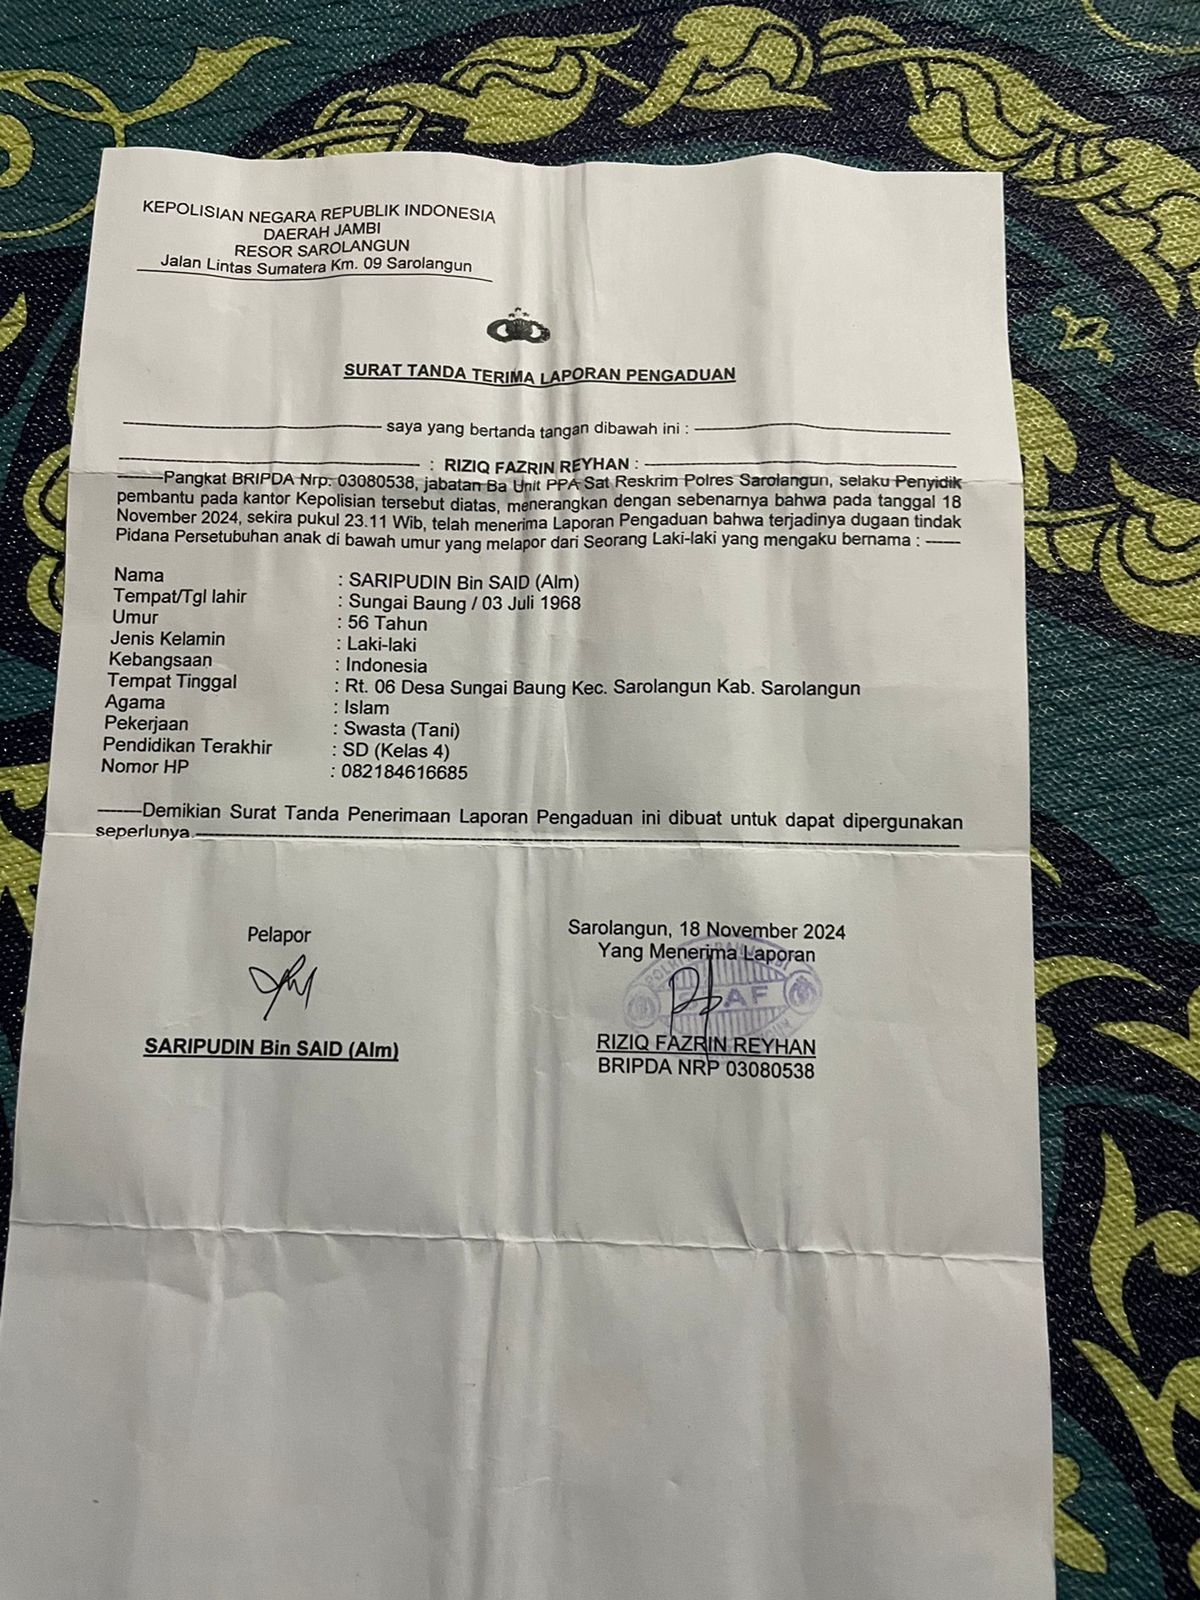 KEPOLISIAN NEGARA REPUBLIK INDONESIA
DAERAH JAMBI
RESOR SAROLANGUN
Jalan Lintas Sumatera Km. 09 Sarolangun
SURAT TANDA TERIMA LAPORAN PENGADUAN
saya yang bertanda tangan dibawah ini :
: RIZIQ FAZRIN REYHAN :
Pangkat BRIPDA Nrp. 03080538, jabatan Ba Unit PPA Sat Reskrim Polres Sarolangun, selaku Penyidik
pembantu pada kantor Kepolisian tersebut diatas, menerangkan dengan sebenarnya bahwa pada tanggal 18
November 2024, sekira pukul 23.11 Wib, telah menerima Laporan Pengaduan bahwa terjadinya dugaan tindak
Pidana Persetubuhan anak di bawah umur yang melapor dari Seorang Laki-laki yang mengaku bernama :
Nama : SARIPUDIN Bin SAID (Alm)
Tempat/Tgl lahir : Sungai Baung / 03 Juli 1968
Umur : 56 Tahun
Jenis Kelamin : Laki-laki
Kebangsaan : Indonesia
Tempat Tinggal : Rt. 06 Desa Sungai Baung Kec. Sarolangun Kab. Sarolangun
Agama : Islam
Pekerjaan : Swasta (Tani)
Pendidikan Terakhir : SD (Kelas 4)
Nomor HP : 082184616685
Demikian Surat Tanda Penerimaan Laporan Pengaduan ini dibuat untuk dapat dipergunakan
seperlunya.
Pelapor
SARIPUDIN Bin SAID (Alm)
Sarolangun, 18 November 2024
Yang Menerima Laporan
RIZIQ FAZRIN REYHAN
BRIPDA NRP 03080538